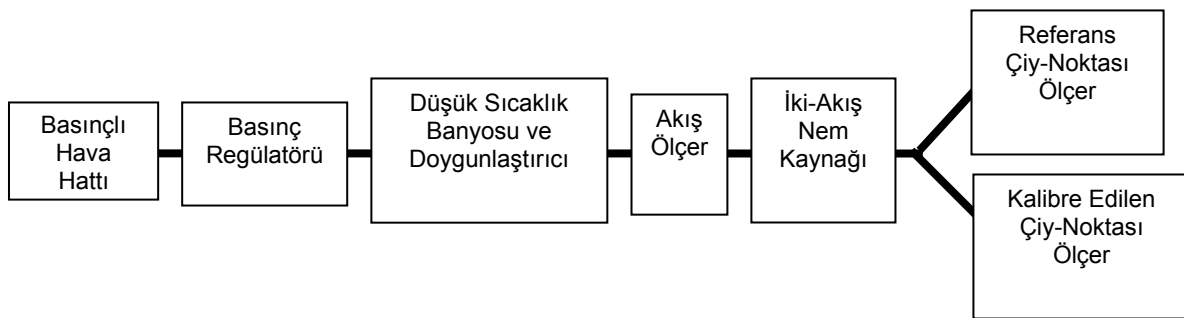 Basınçlı
Hava
Hattı
Basınç
Regülatörü
Düşük Sıcaklık
Banyosu ve
Doygunlaştırıcı
Akış
Ölçer
İki-Akış
Nem
Kaynağı
Referans
Çiy-Noktası
Ölçer
Kalibre Edilen
Çiy-Noktası
Ölçer